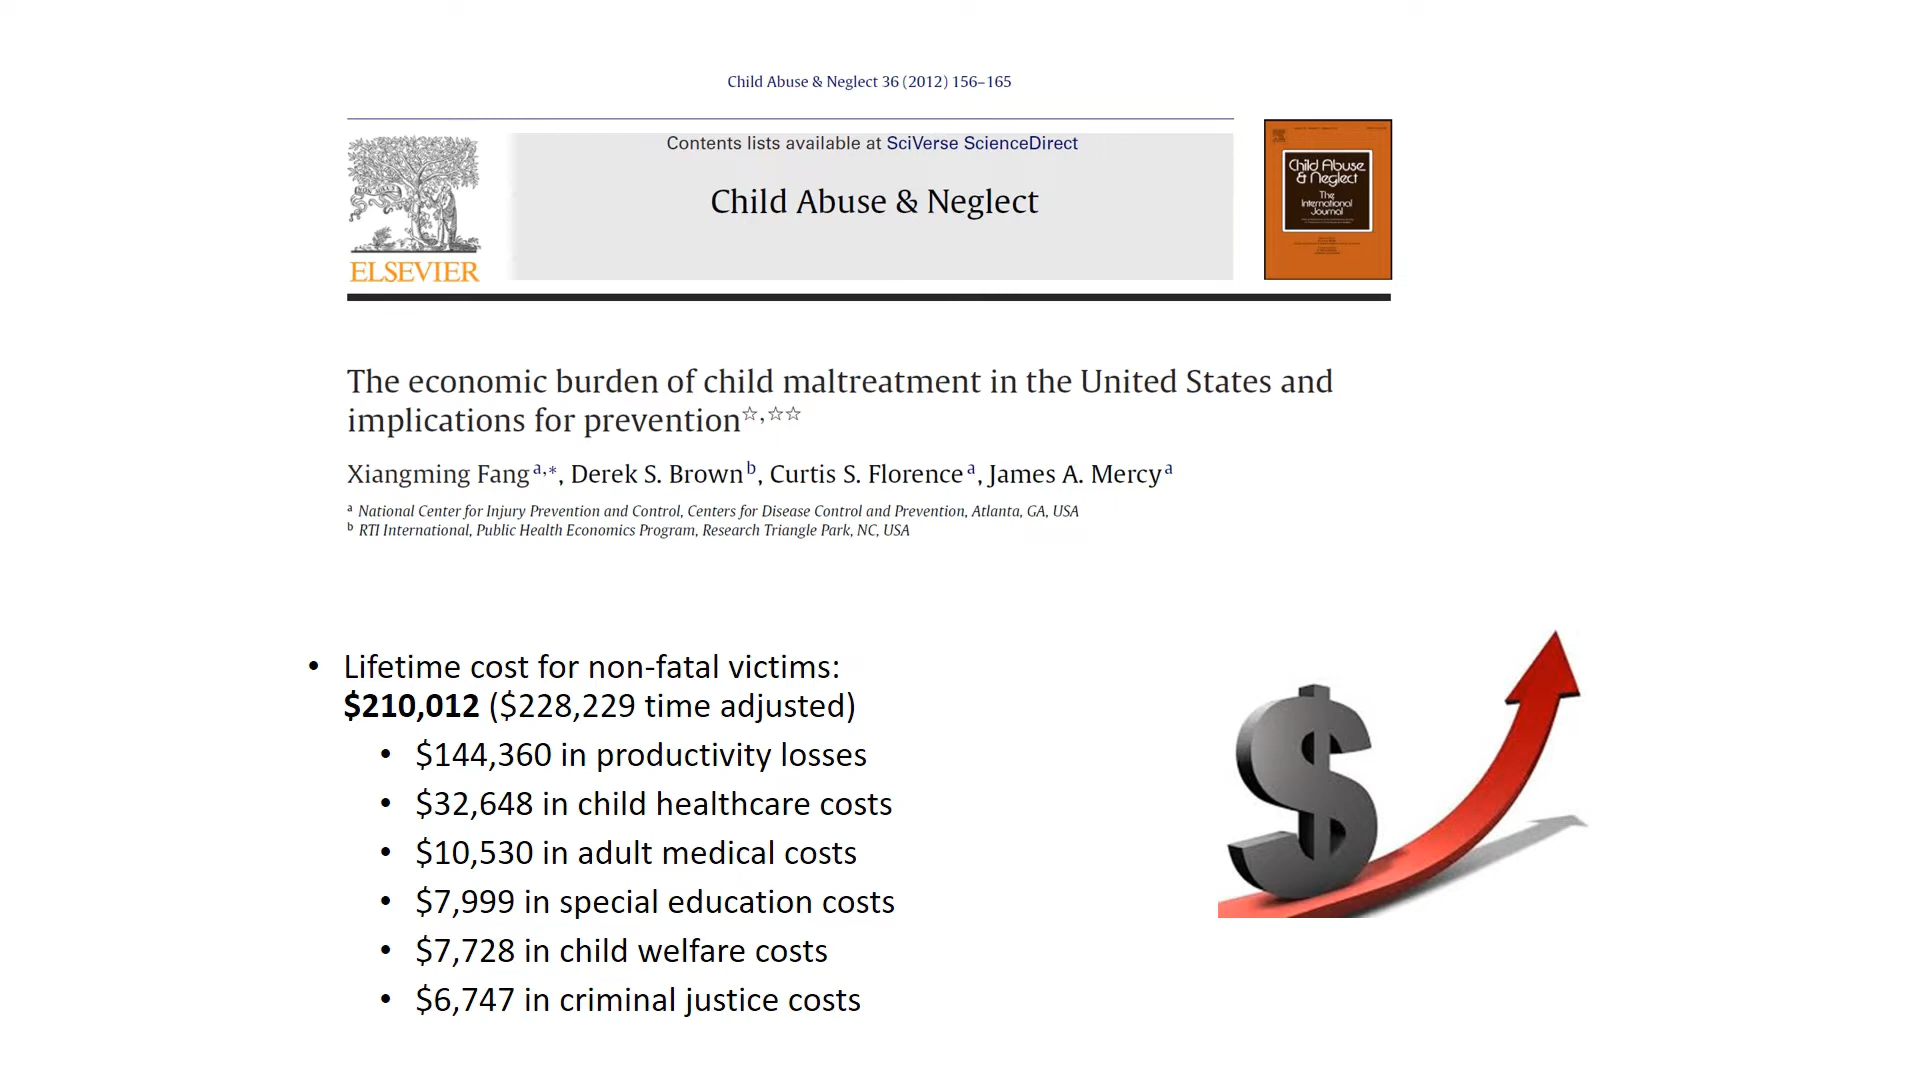 Child Abuse & Neglect 36 (2012) 156–165
Contents lists available at SciVerse ScienceDirect
Child Abuse & Neglect
ELSEVIER
Child Abuse
& Neglect
The
International
Journal
The economic burden of child maltreatment in the United States and
implications for prevention☆,☆☆
Xiangming Fang a,*, Derek S. Brown b, Curtis S. Florence a, James A. Mercy a
a National Center for Injury Prevention and Control, Centers for Disease Control and Prevention, Atlanta, GA, USA
b RTI International, Public Health Economics Program, Research Triangle Park, NC, USA
• Lifetime cost for non-fatal victims:
$210,012 ($228,229 time adjusted)
• $144,360 in productivity losses
• $32,648 in child healthcare costs
• $10,530 in adult medical costs
• $7,999 in special education costs
• $7,728 in child welfare costs
• $6,747 in criminal justice costs